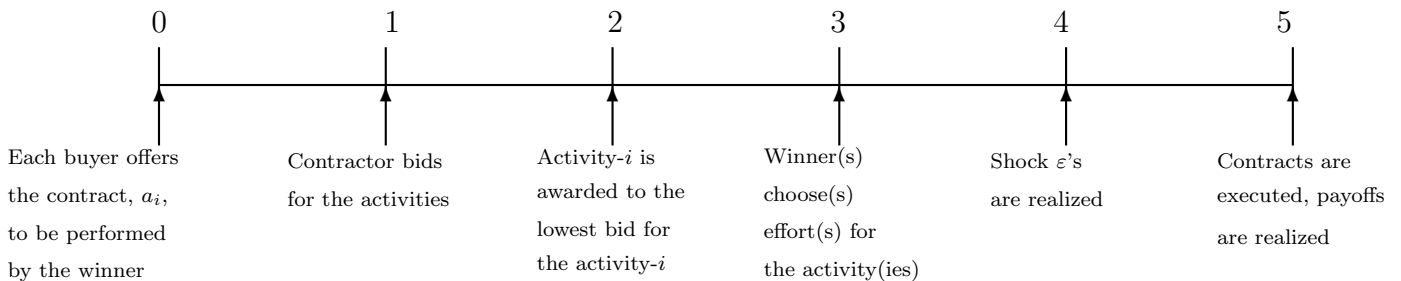 0 1 2 3 4 5
Each buyer offers
the contract, aᵢ,
to be performed
by the winner
Contractor bids
for the activities
Activity-i is
awarded to the
lowest bid for
the activity-i
Winner(s)
choose(s)
effort(s) for
the activity(ies)
Shock ε's
are realized
Contracts are
executed, payoffs
are realized